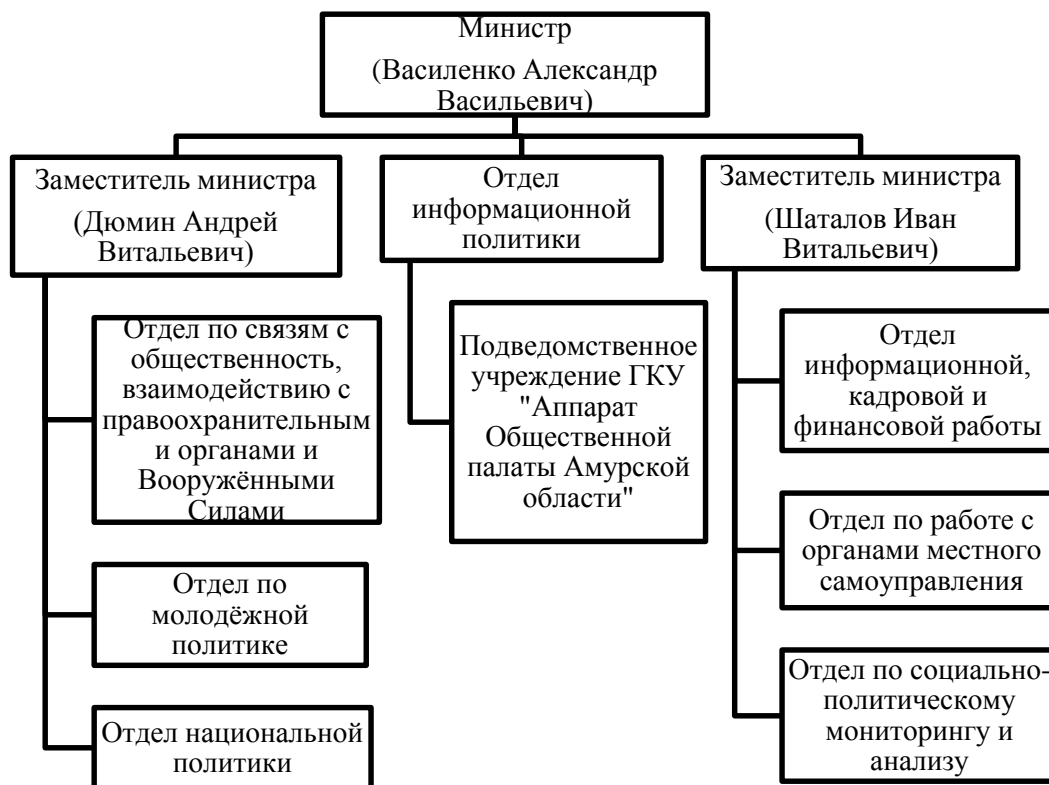 Министр
(Василенко Александр
Васильевич)
Заместитель министра
(Дюмин Андрей
Витальевич)
Отдел
информационной
политики
Заместитель министра
(Шаталов Иван
Витальевич)
Отдел по связям с
общественность,
взаимодействию с
правоохранительным
и органами и
Вооружёнными
Силами
Отдел по
молодёжной
политике
Отдел национальной
политики
Подведомственное
учреждение ГКУ
"Аппарат
Общественной
палаты Амурской
области"
Отдел
информационной,
кадровой и
финансовой работы
Отдел по работе с
органами местного
самоуправления
Отдел по социально-
политическому
мониторингу и
анализу